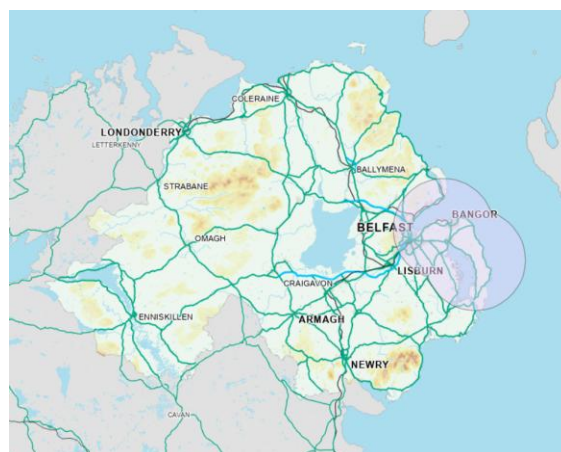 COLERAINE
LONDONDERRY
LETTERKENNY
BALLYMENA
STRABANE
BANGOR
BELFAST
OMAGH
LISBURN
CRAIGAVON
ENNISKILLEN
ARMAGH
NEWRY
CAVAN